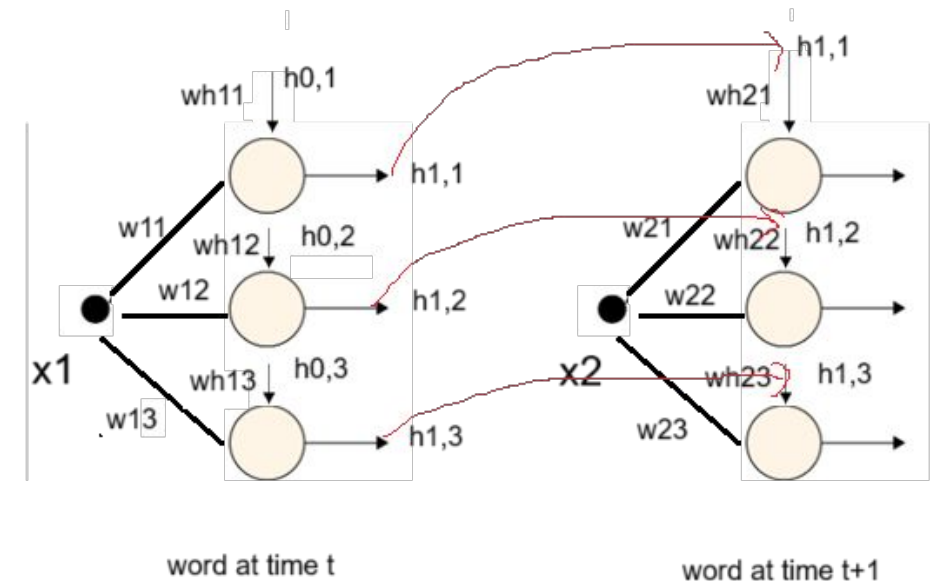 wh11
h0,1
h1,1
w11
wh12
h0,2
w12
h1,2
x1
wh13
h0,3
w13
h1,3
word at time t
h1,1
wh21
w21
wh22
h1,2
w22
x2
wh23
h1,3
w23
word at time t+1